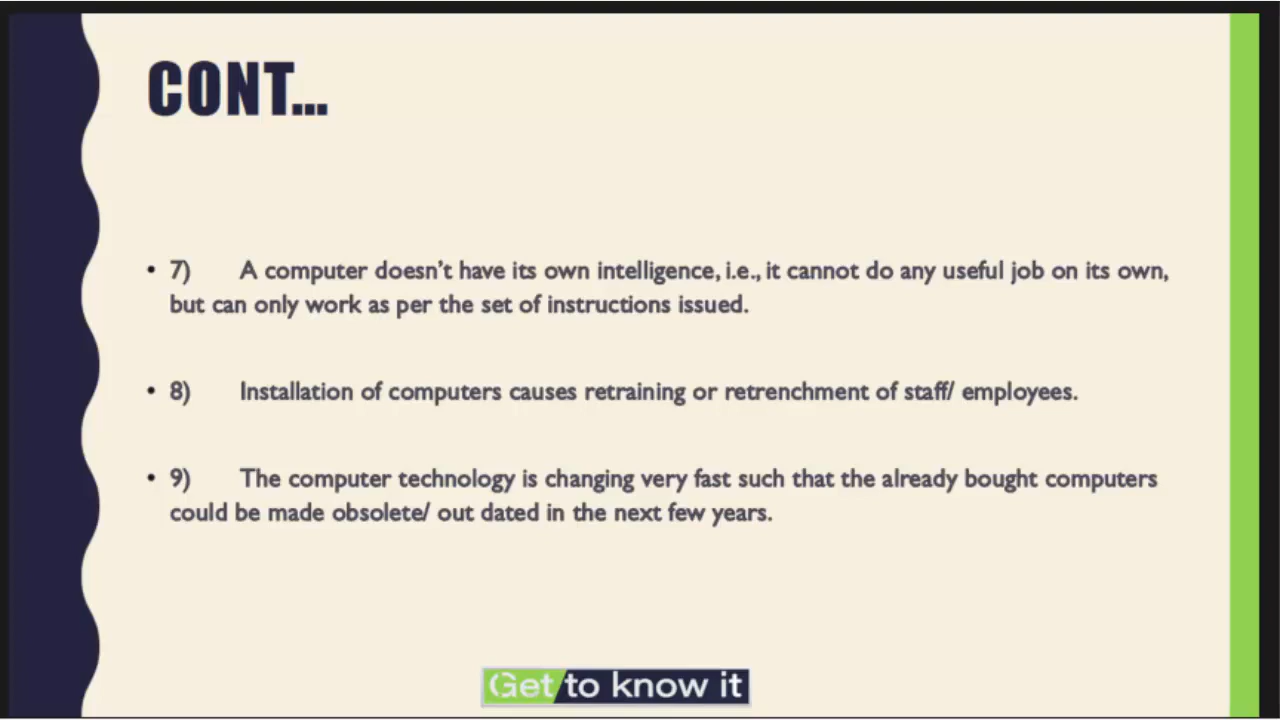 CONT...
• 7) A computer doesn't have its own intelligence, i.e., it cannot do any useful job on its own,
but can only work as per the set of instructions issued.
• 8) Installation of computers causes retraining or retrenchment of staff/ employees.
• 9) The computer technology is changing very fast such that the already bought computers
could be made obsolete/ out dated in the next few years.
Get to know it